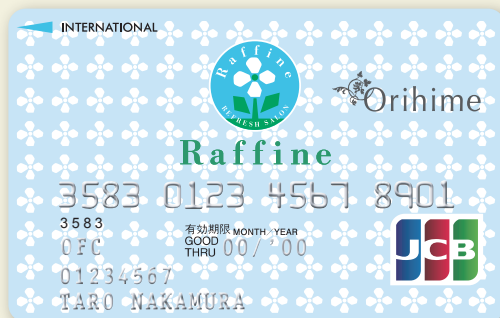 INTERNATIONAL
Raffine
REFRESH SALON
Orihime
Raffine
3583 0123 4567 8901
3583
OFC
有効期限 MONTH/YEAR
GOOD THRU 00/'00
01234567
TARO NAKAMURA
JCB